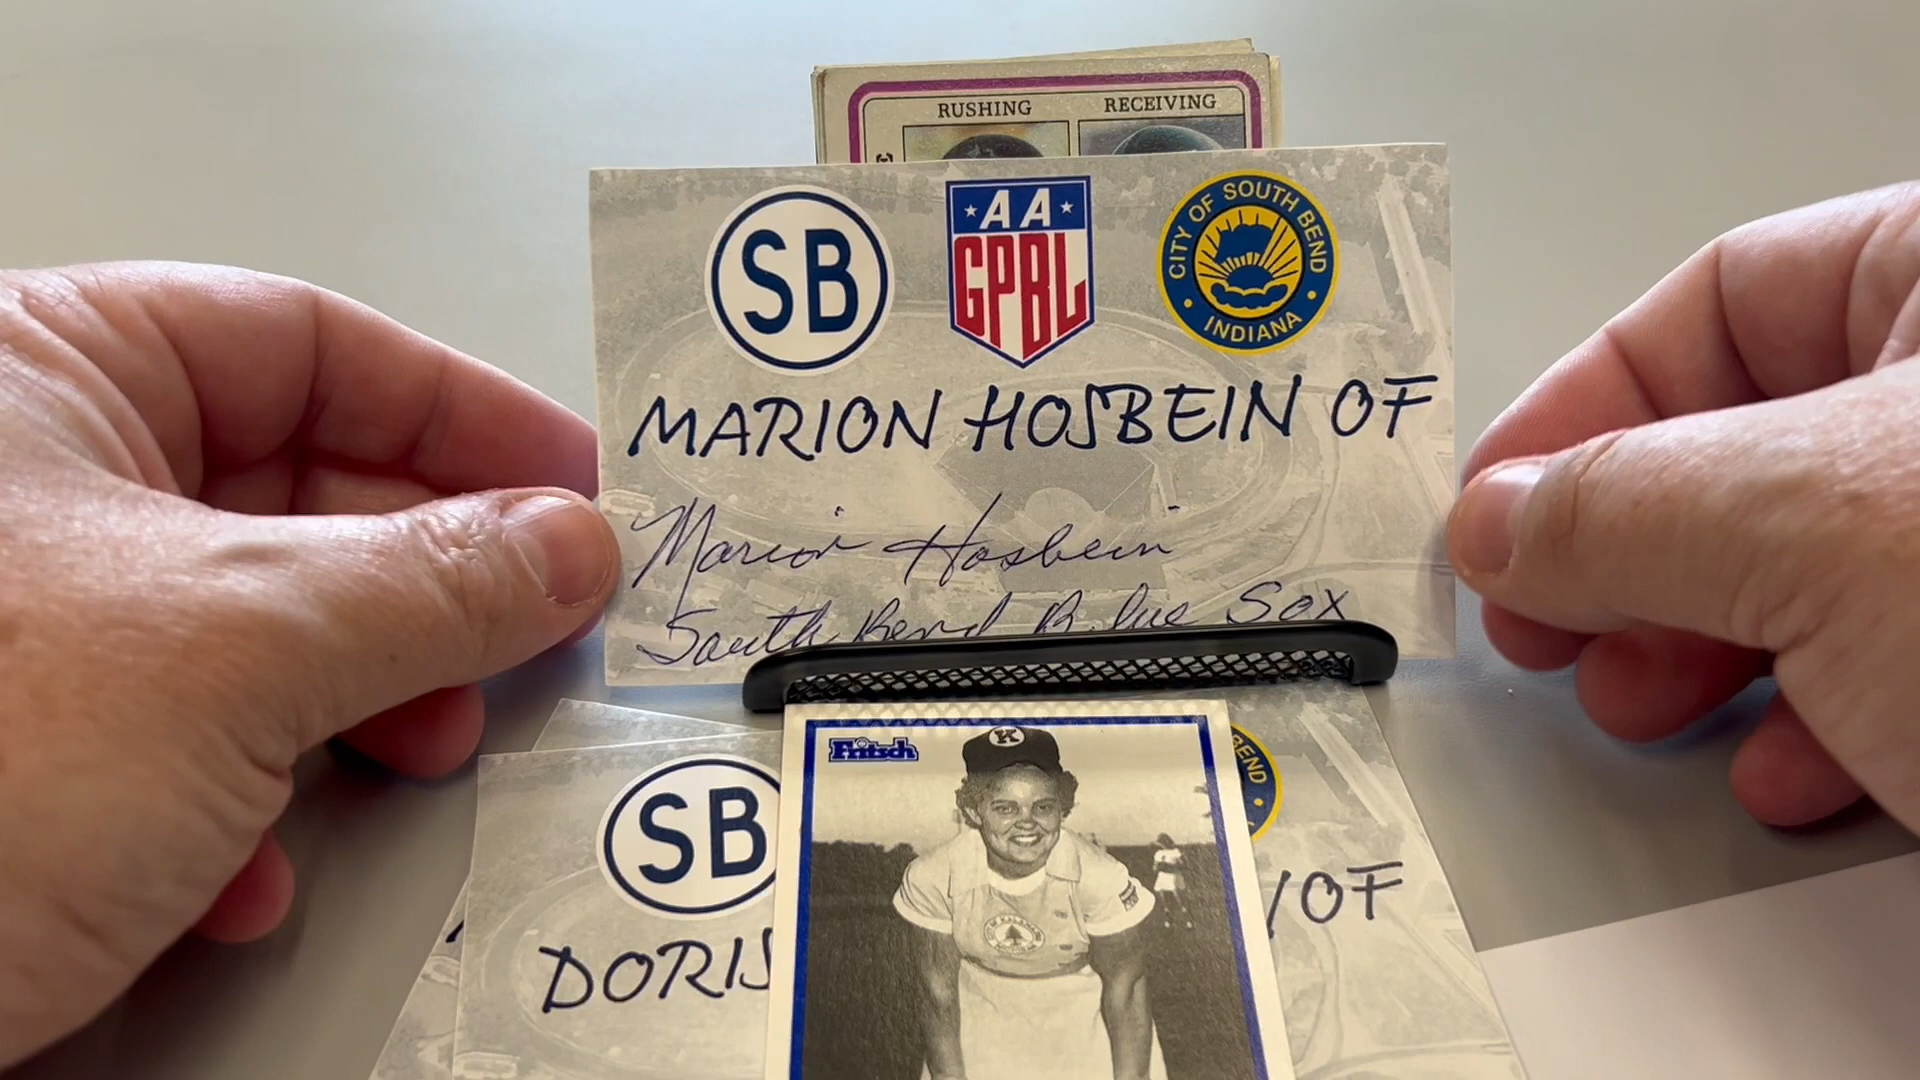 RUSHING RECEIVING
SB
AA
GPBL
CITY OF SOUTH BEND
INDIANA
MARION HOSBEIN OF
Marion Hosbein
South Bend Blue Sox
Fritsch
K
BEND
SB
/OF
DORIS